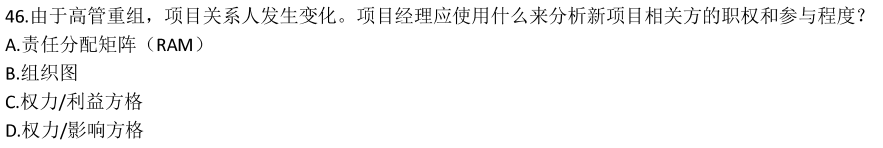 46.由于高管重组，项目关系人发生变化。项目经理应使用什么来分析新项目相关方的职权和参与程度?
A.责任分配矩阵（RAM）
B.组织图
C.权力/利益方格
D.权力/影响方格